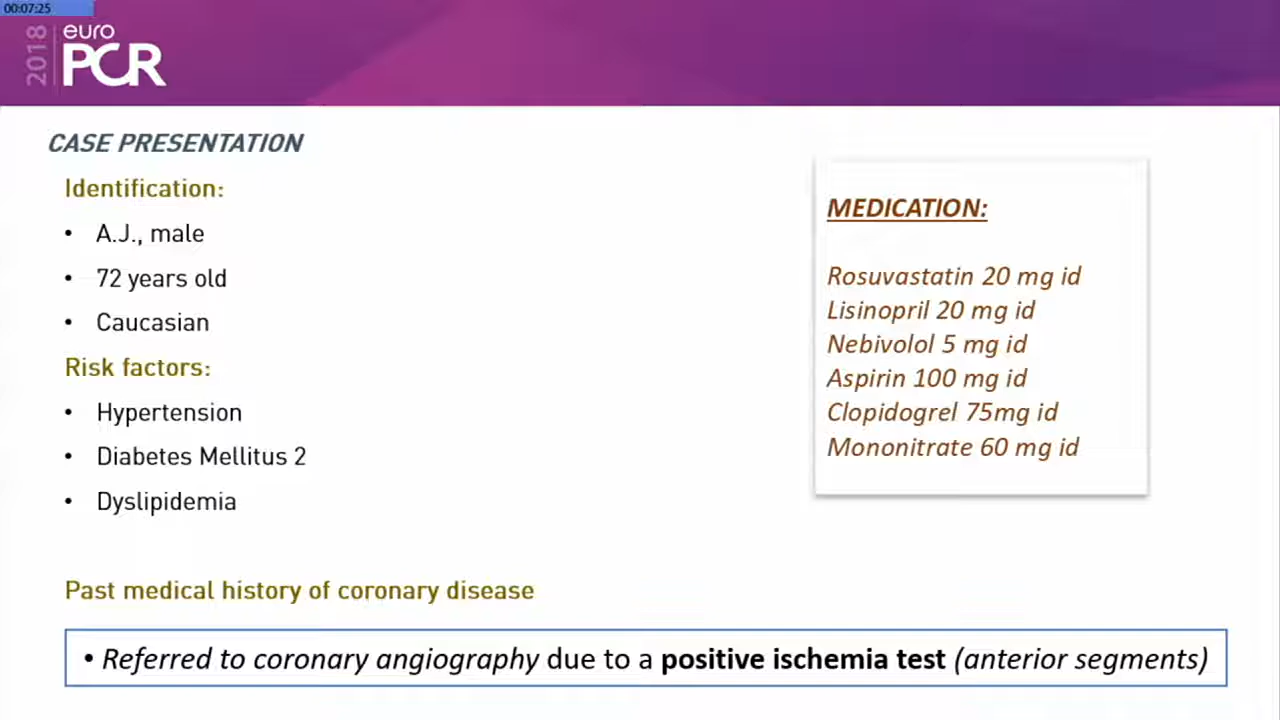 00:07:25
2018
euro
PCR
CASE PRESENTATION
Identification:
• A.J., male
• 72 years old
• Caucasian
Risk factors:
• Hypertension
• Diabetes Mellitus 2
• Dyslipidemia
Past medical history of coronary disease
• Referred to coronary angiography due to a positive ischemia test (anterior segments)
MEDICATION:
Rosuvastatin 20 mg id
Lisinopril 20 mg id
Nebivolol 5 mg id
Aspirin 100 mg id
Clopidogrel 75mg id
Mononitrate 60 mg id